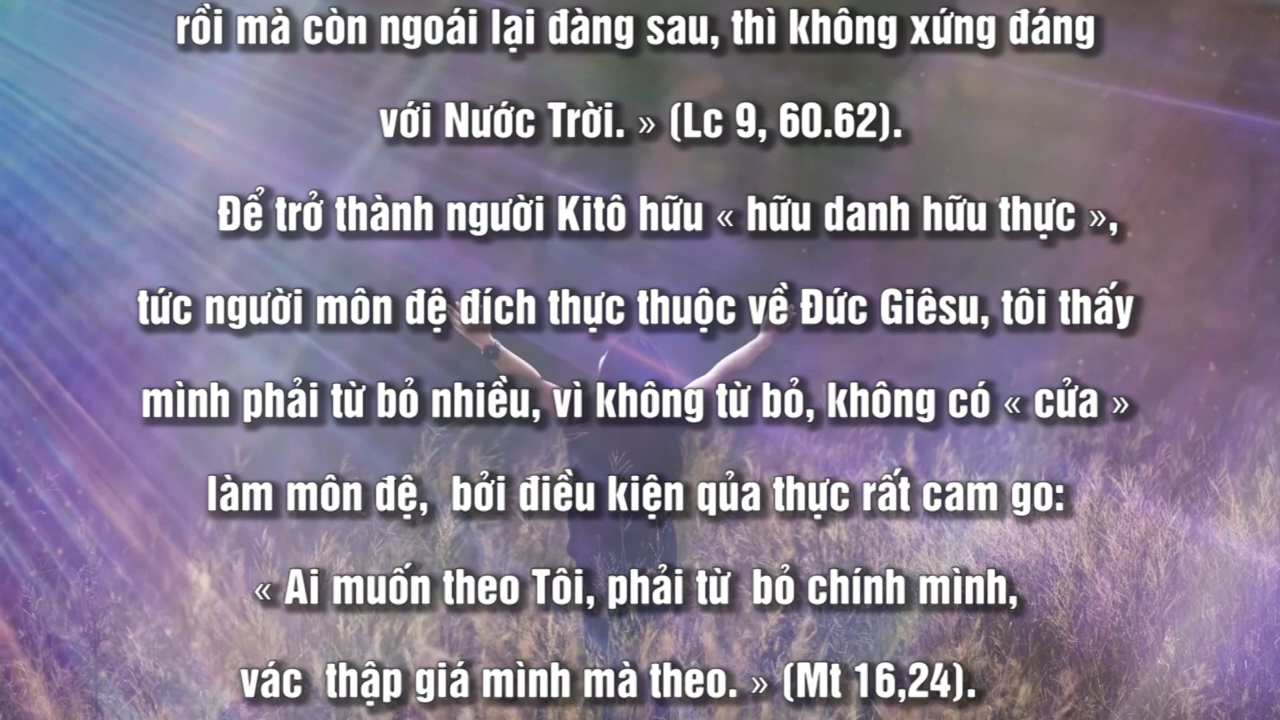 rồi mà còn ngoái lại đàng sau, thì không xứng đáng
với Nước Trời. » (Lc 9, 60.62).
Để trở thành người Kitô hữu « hữu danh hữu thực »,
tức người môn đệ đích thực thuộc về Đức Giêsu, tôi thấy
mình phải từ bỏ nhiều, vì không từ bỏ, không có « cửa »
làm môn đệ, bởi điều kiện qủa thực rất cam go:
« Ai muốn theo Tôi, phải từ bỏ chính mình,
vác thập giá mình mà theo. » (Mt 16,24).